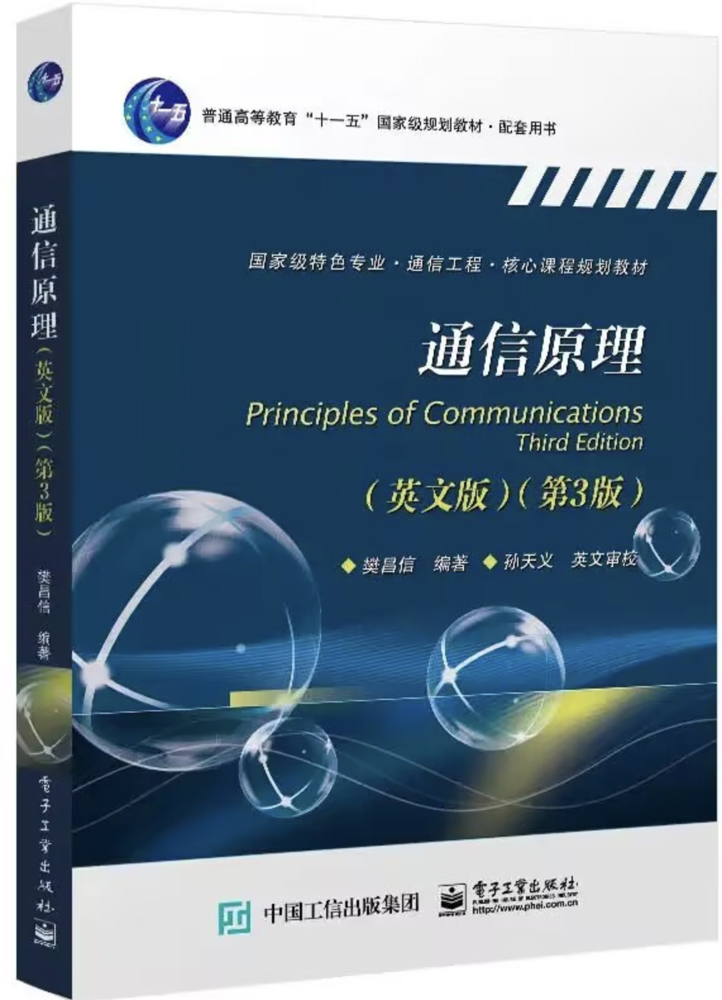 十一五
普通高等教育“十一五”国家级规划教材·配套用书
国家级特色专业·通信工程·核心课程规划教材
通信原理
Principles of Communications
Third Edition
（英文版）（第3版）
◆樊昌信 编著 ◆孙天义 英文审校
中国工信出版集团
電子工業出版社
PUBLISHING HOUSE OF ELECTRONICS INDUSTRY
http://www.phei.com.cn
十一五
通信原理（英文版）（第3版）
樊昌信 编著
電子工業出版社